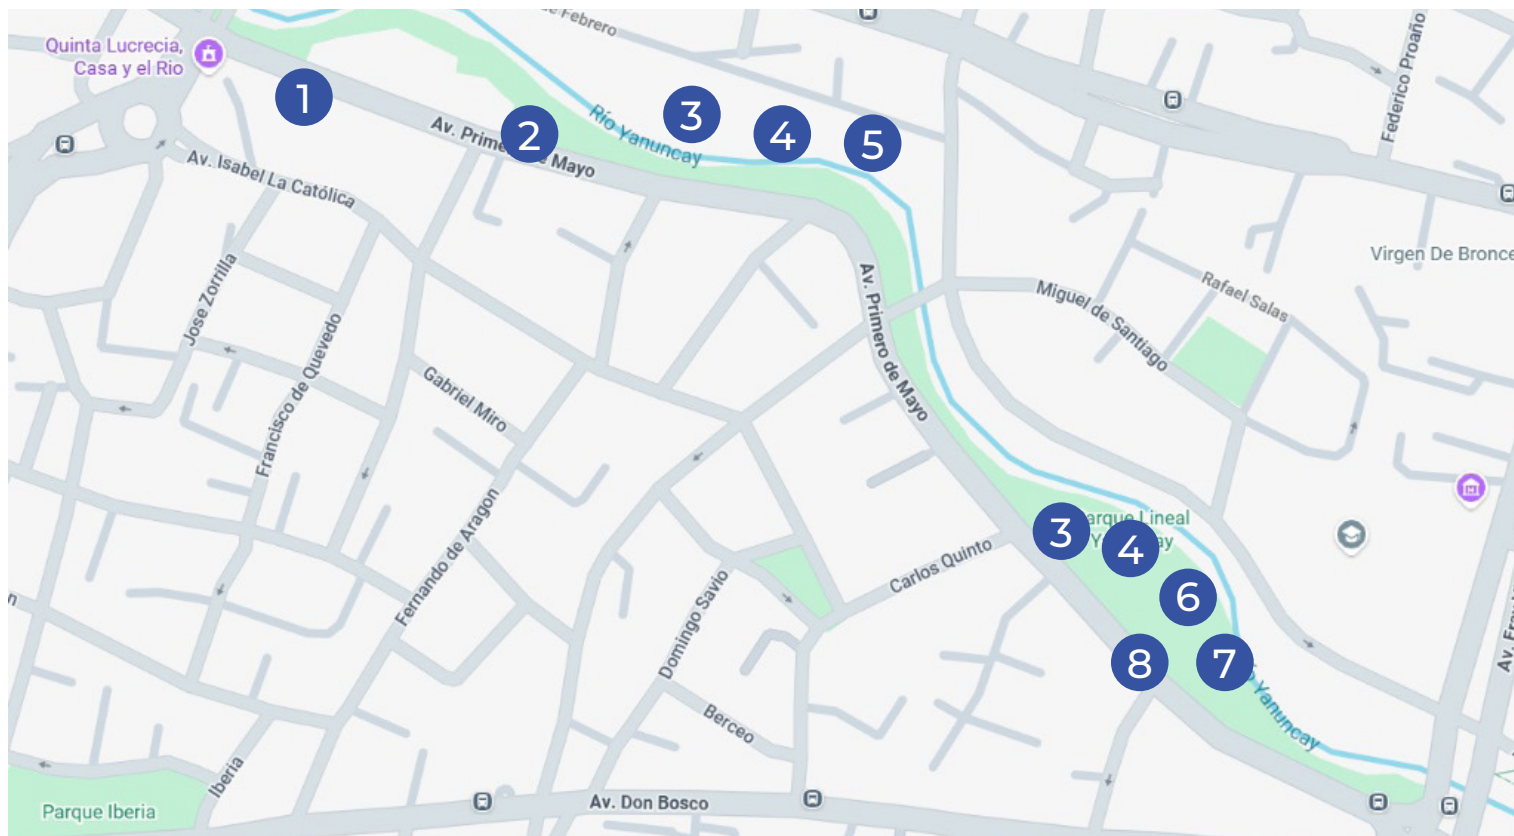 de Febrero
Quinta Lucrecia,
Casa y el Rio
Federico Proaño
1
2
3
4
5
Río Yanuncay
Av. Prime
de Mayo
Av. Isabel La Católica
Virgen De Bronce
Rafael Salas
Miguel de Santiago
Jose Zorrilla
Av. Primero de Mayo
Francisco de Quevedo
Gabriel Miro
Fernando de Aragon
3
arque Lineal
4
Carlos Quinto
6
Domingo Savio
8
7
Yanuncay
Berceo
Iberia
Parque Iberia
Av. Don Bosco